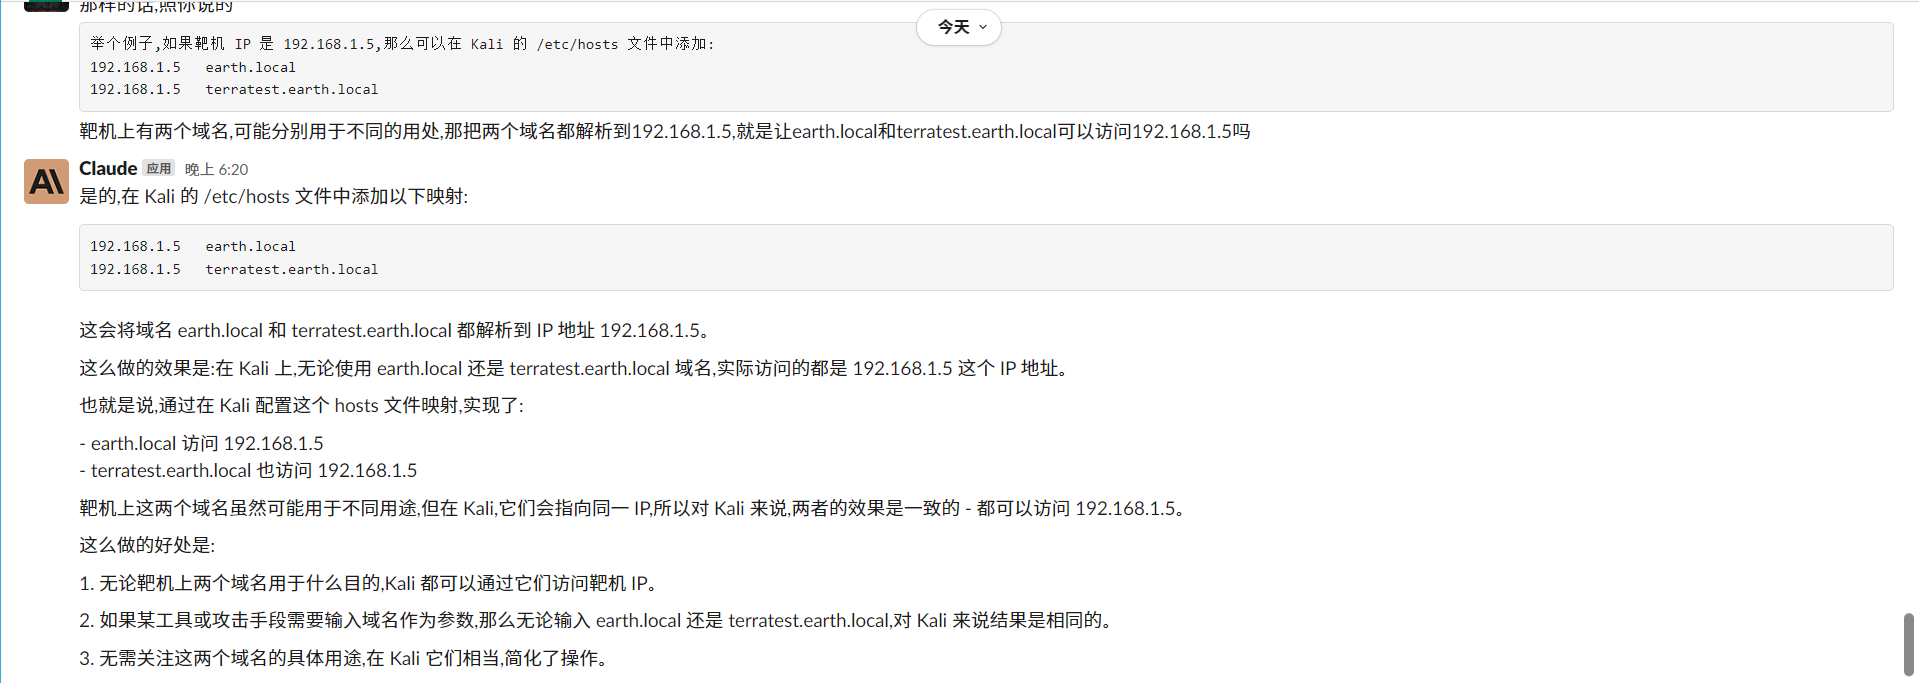 那样的话,照你说的
今天
举个例子,如果靶机 IP 是 192.168.1.5,那么可以在 Kali 的 /etc/hosts 文件中添加:
192.168.1.5   earth.local
192.168.1.5   terratest.earth.local
靶机上有两个域名,可能分别用于不同的用处,那把两个域名都解析到192.168.1.5,就是让earth.local和terratest.earth.local可以访问192.168.1.5吗
Claude 应用 晚上 6:20
是的,在 Kali 的 /etc/hosts 文件中添加以下映射:
192.168.1.5   earth.local
192.168.1.5   terratest.earth.local
这会将域名 earth.local 和 terratest.earth.local 都解析到 IP 地址 192.168.1.5。
这么做的效果是:在 Kali 上,无论使用 earth.local 还是 terratest.earth.local 域名,实际访问的都是 192.168.1.5 这个 IP 地址。
也就是说,通过在 Kali 配置这个 hosts 文件映射,实现了:
- earth.local 访问 192.168.1.5
- terratest.earth.local 也访问 192.168.1.5
靶机上这两个域名虽然可能用于不同用途,但在 Kali,它们会指向同一 IP,所以对 Kali 来说,两者的效果是一致的 - 都可以访问 192.168.1.5。
这么做的好处是:
1. 无论靶机上两个域名用于什么目的,Kali 都可以通过它们访问靶机 IP。
2. 如果某工具或攻击手段需要输入域名作为参数,那么无论输入 earth.local 还是 terratest.earth.local,对 Kali 来说结果是相同的。
3. 无需关注这两个域名的具体用途,在 Kali 它们相当,简化了操作。